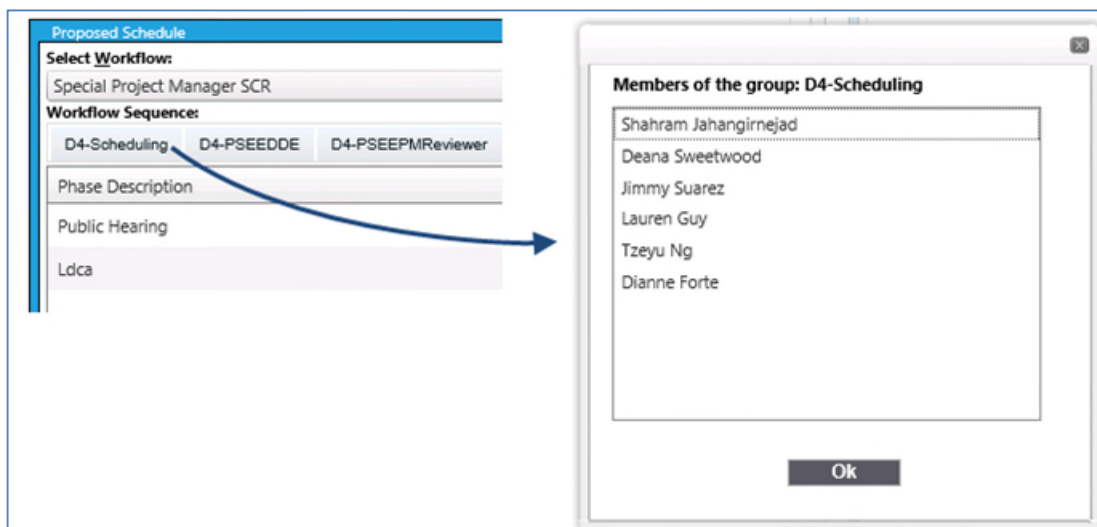 Proposed Schedule
Select Workflow:
Special Project Manager SCR
Workflow Sequence:
D4-Scheduling D4-PSEEDDE D4-PSEEPMReviewer
Phase Description
Public Hearing
Ldca
Members of the group: D4-Scheduling
Shahram Jahangirnejad
Deana Sweetwood
Jimmy Suarez
Lauren Guy
Tzeyu Ng
Dianne Forte
Ok